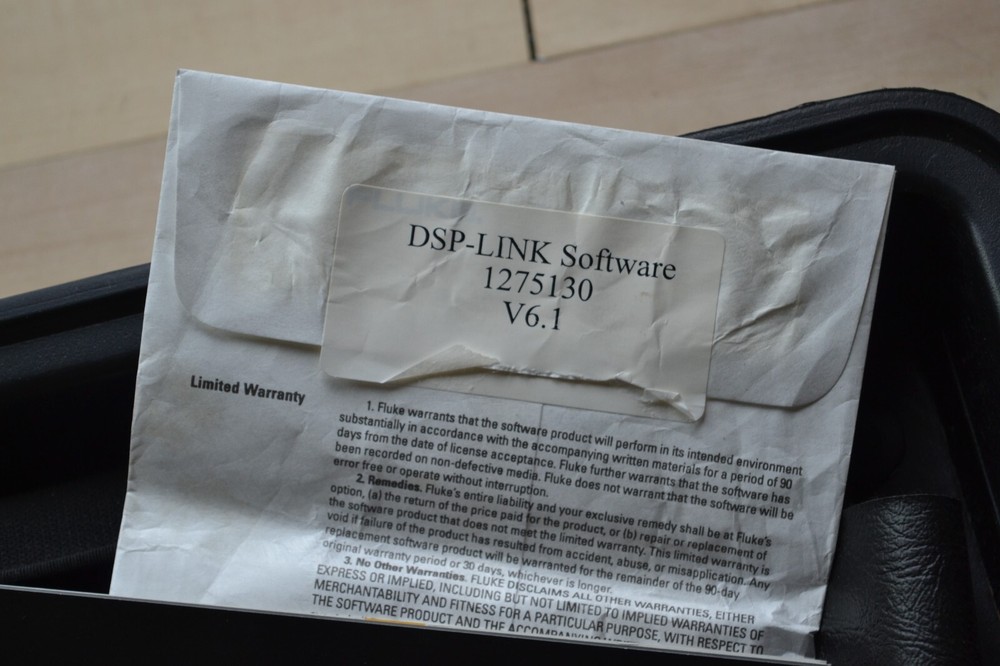 DSP-LINK Software
1275130
V6.1
Limited Warranty
1. Fluke warrants that the software product will perform in its intended environment
substantially in accordance with the accompanying written materials for a period of 90
days from the date of license acceptance. Fluke further warrants that the software has
been recorded on non-defective media. Fluke does not warrant that the software will be
error free or operate without interruption.
2. Remedies. Fluke's entire liability and your exclusive remedy shall be at Fluke's
option, (a) the return of the price paid for the product, or (b) repair or replacement of
the software product that does not meet the limited warranty. This limited warranty is
void if failure of the product has resulted from accident, abuse, or misapplication. Any
replacement software product will be warranted for the remainder of the 90-day
original warranty period or 30 days, whichever is longer.
3. No Other Warranties. FLUKE DISCLAIMS ALL OTHER WARRANTIES, EITHER
EXPRESS OR IMPLIED, INCLUDING BUT NOT LIMITED TO IMPLIED WARRANTIES OF
MERCHANTABILITY AND FITNESS FOR A PARTICULAR PURPOSE, WITH RESPECT TO
THE SOFTWARE PRODUCT AND THE